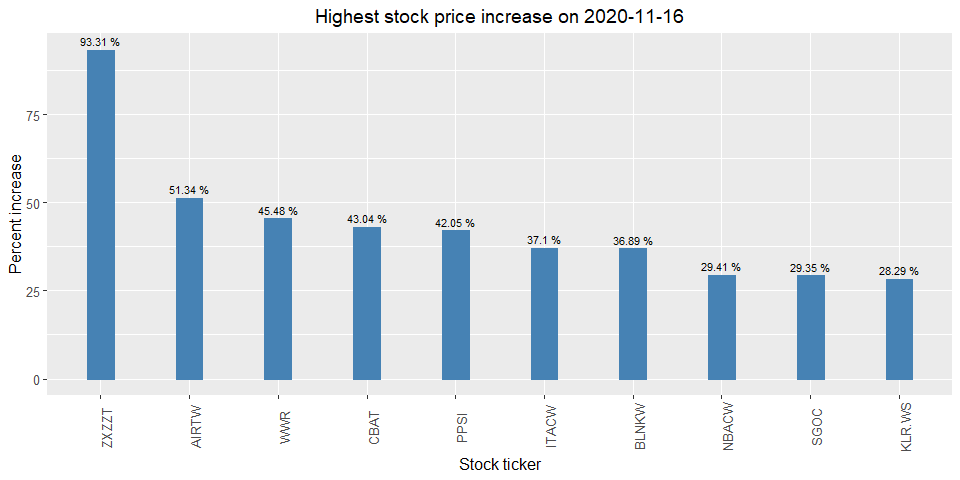 Highest stock price increase on 2020-11-16
93.31 %
51.34 %
45.48 %
43.04 %
42.05 %
37.1 %
36.89 %
29.41 %
29.35 %
28.29 %
75
50
25
0
Percent increase
ZXZZT
AIRTW
WWR
CBAT
PPSI
ITACW
BLNKW
NBACW
SGOC
KLR.WS
Stock ticker